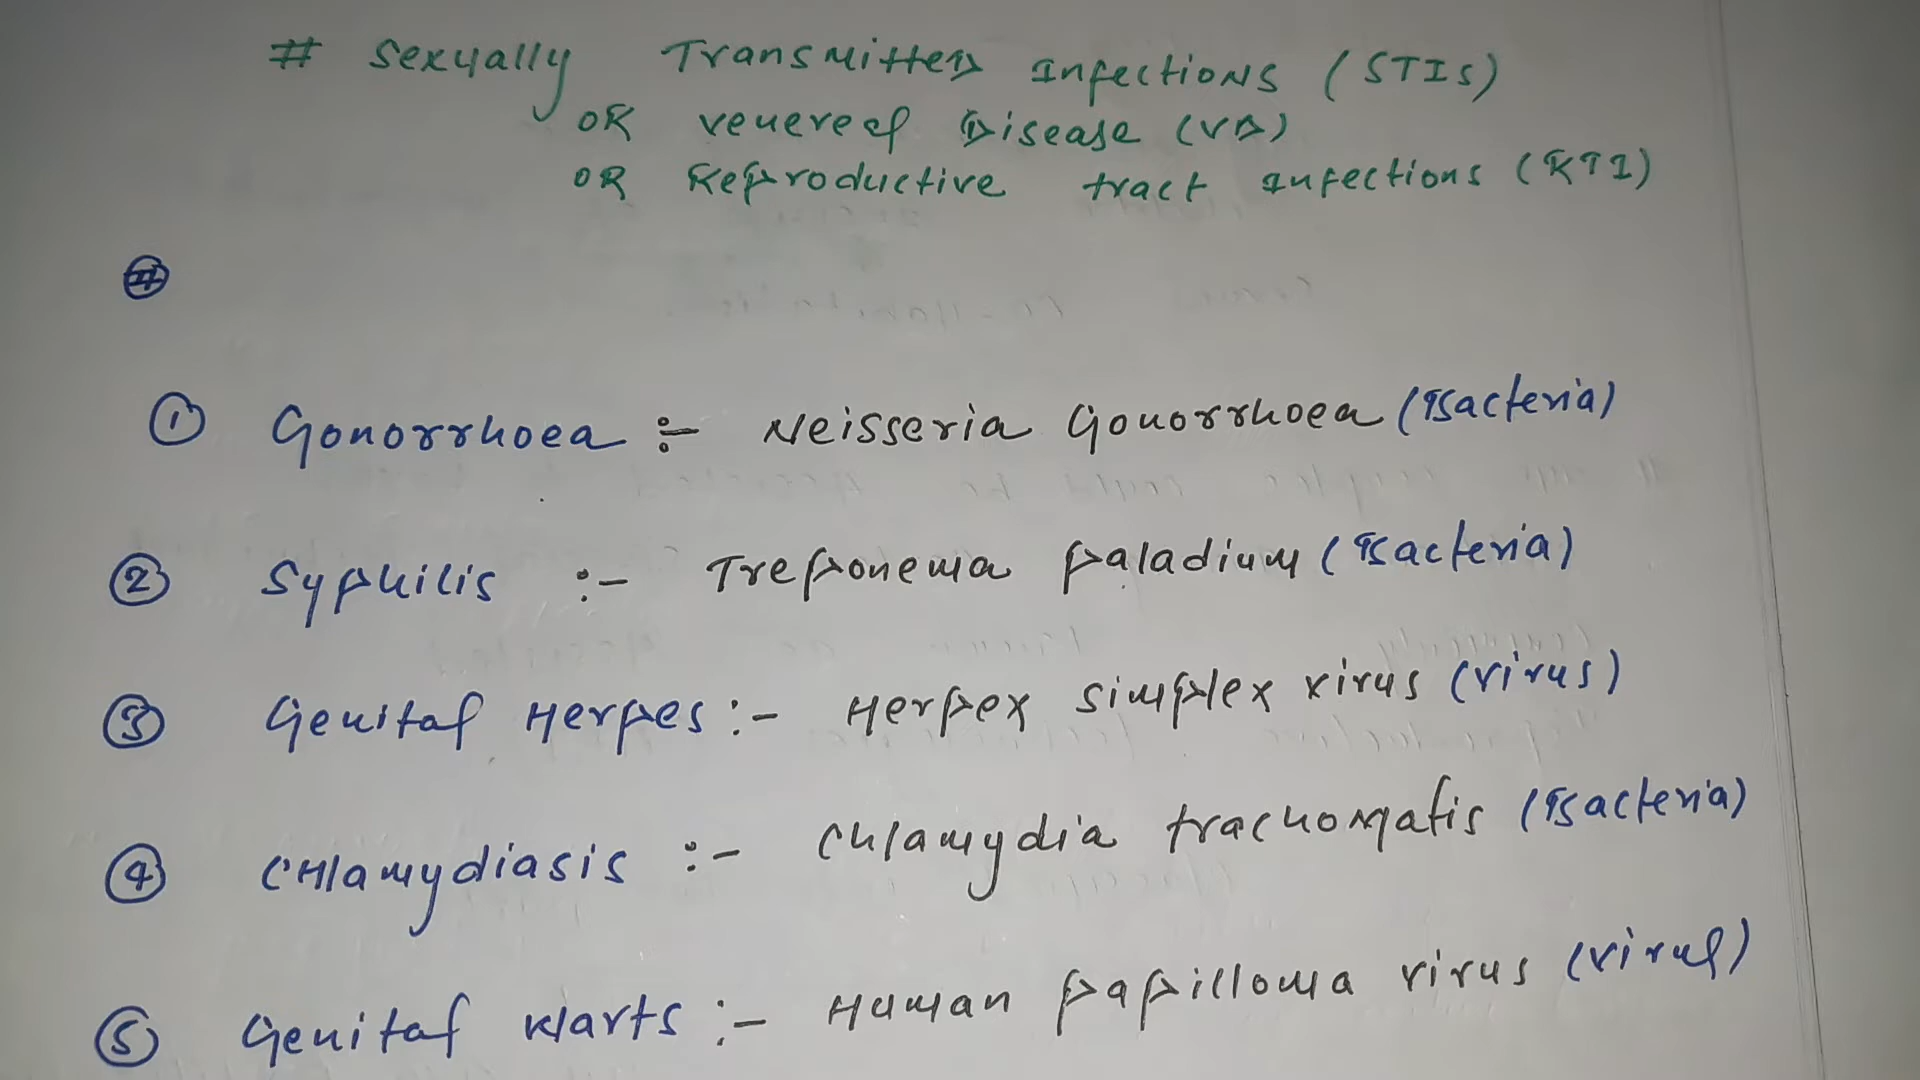 # Sexually Transmitted Infections (STIs)
OR venereal Disease (VD)
OR Reproductive tract Infections (RTI)
① Gonorrhoea :- Neisseria Gonorrhoea (Bacteria)
② Syphilis :- Treponema paladium (Bacteria)
③ Genital Herpes :- Herpex simplex virus (virus)
④ CHlamydiasis :- Chlamydia trachomatis (Bacteria)
⑤ Genital Warts :- Human papilloma virus (virus)